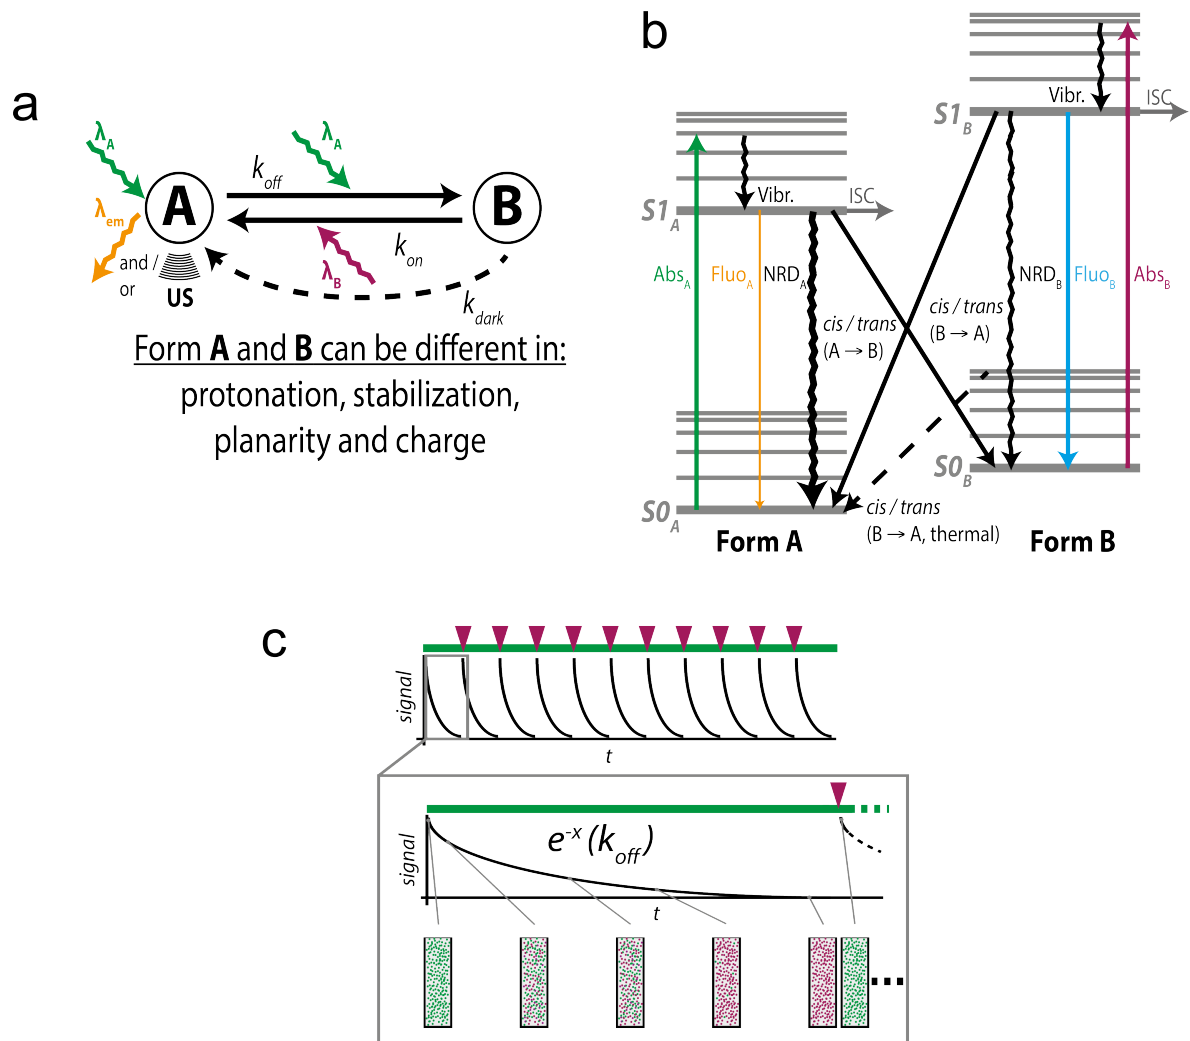 a
λA
λA
koff
A
B
λem
kon
and /
or
US
λB
kdark
Form A and B can be different in:
protonation, stabilization,
planarity and charge
b
Vibr.
ISC
S1B
Vibr.
ISC
S1A
AbsA
FluoA
NRDA
NRDB
FluoB
AbsB
cis / trans
(A → B)
cis / trans
(B → A)
S0B
S0A
cis / trans
(B → A, thermal)
Form A
Form B
c
signal
t
e-x (koff)
signal
t